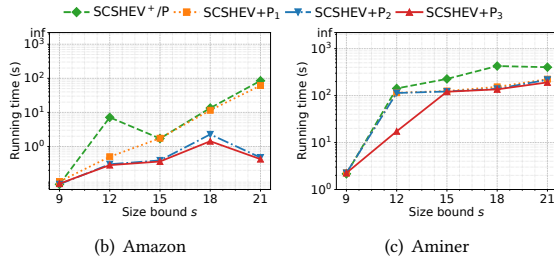 SCSHEV⁺/P SCSHEV+P₁ SCSHEV+P₂ SCSHEV+P₃
inf
10³
10²
10¹
10⁰
Running time (s)
9 12 15 18 21
Size bound s
(b) Amazon
inf
10³
10²
10¹
10⁰
Running time (s)
9 12 15 18 21
Size bound s
(c) Aminer